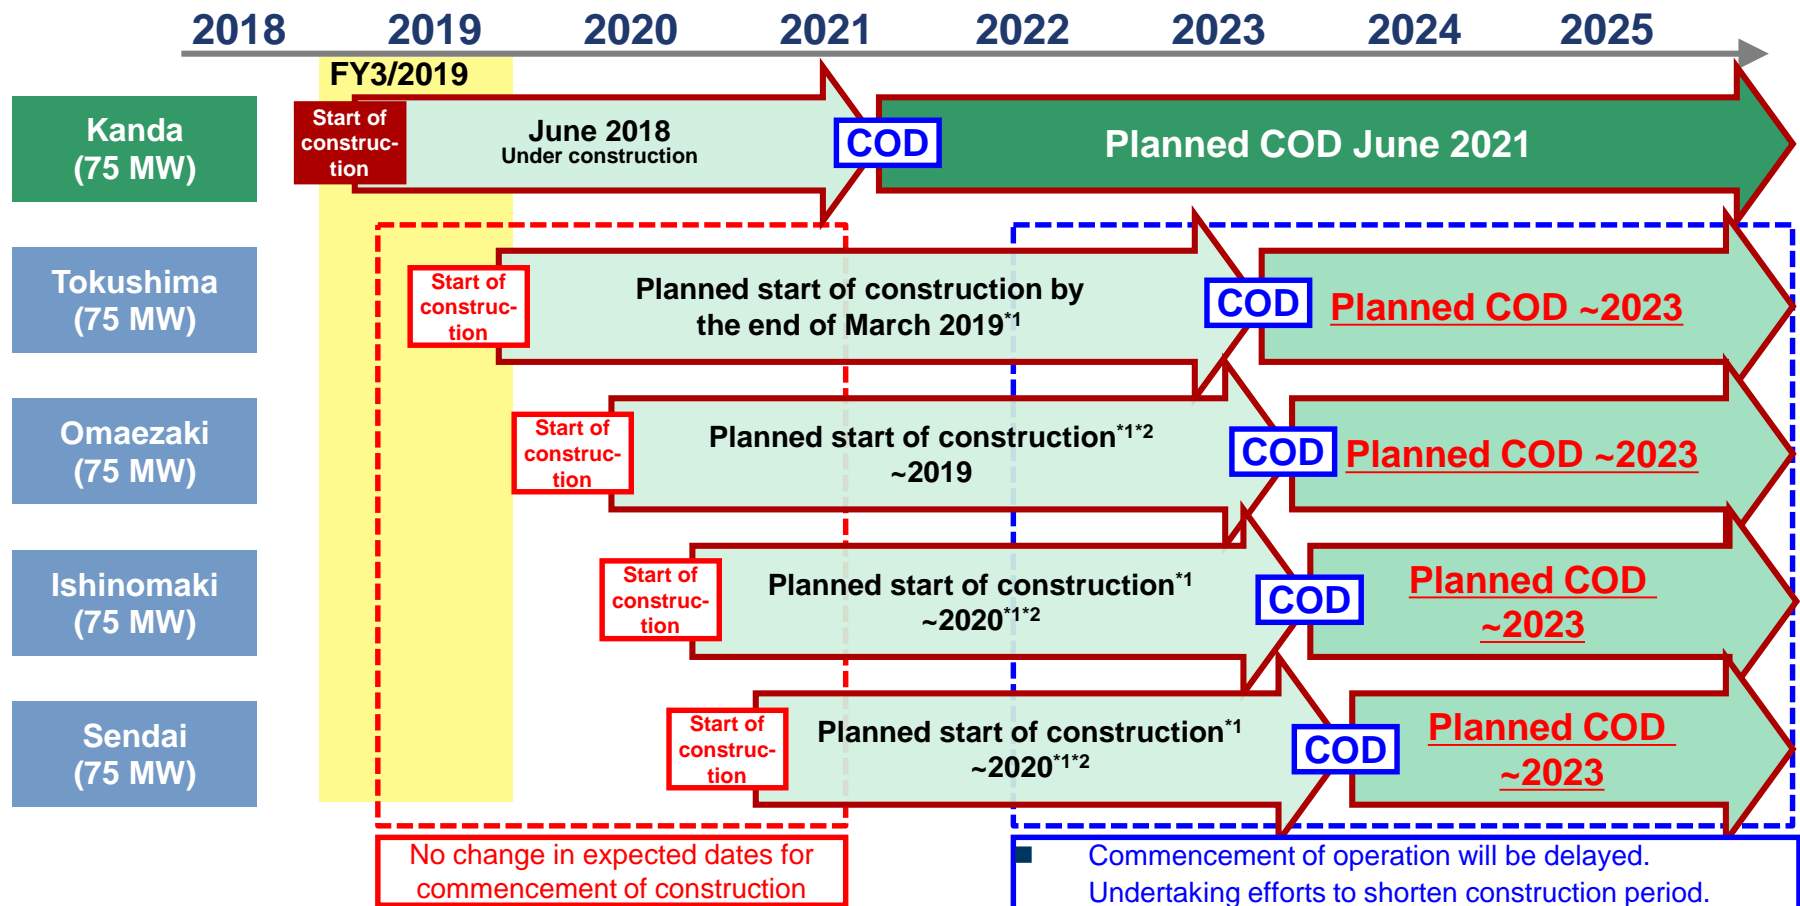 2018 2019 2020 2021 2022 2023 2024 2025
FY3/2019
Kanda
(75 MW)
Start of
construc-
tion
June 2018
Under construction
COD
Planned COD June 2021
Tokushima
(75 MW)
Start of
construc-
tion
Planned start of construction by
the end of March 2019*1
COD
Planned COD ~2023
Omaezaki
(75 MW)
Start of
construc-
tion
Planned start of construction*1*2
~2019
COD
Planned COD ~2023
Ishinomaki
(75 MW)
Start of
construc-
tion
Planned start of construction*1
~2020*1*2
COD
Planned COD
~2023
Sendai
(75 MW)
Start of
construc-
tion
Planned start of construction*1
~2020*1*2
COD
Planned COD
~2023
No change in expected dates for
commencement of construction
■ Commencement of operation will be delayed.
Undertaking efforts to shorten construction period.